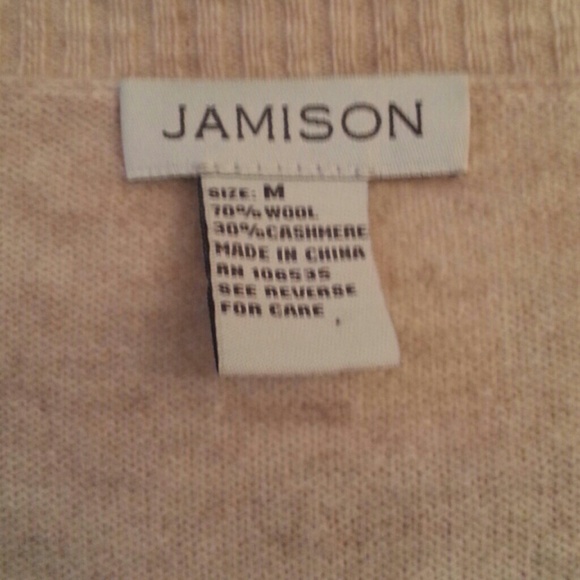 JAMISON
SIZE: M
70% WOOL
30% CASHMERE
MADE IN CHINA
RN 106535
SEE REVERSE
FOR CARE